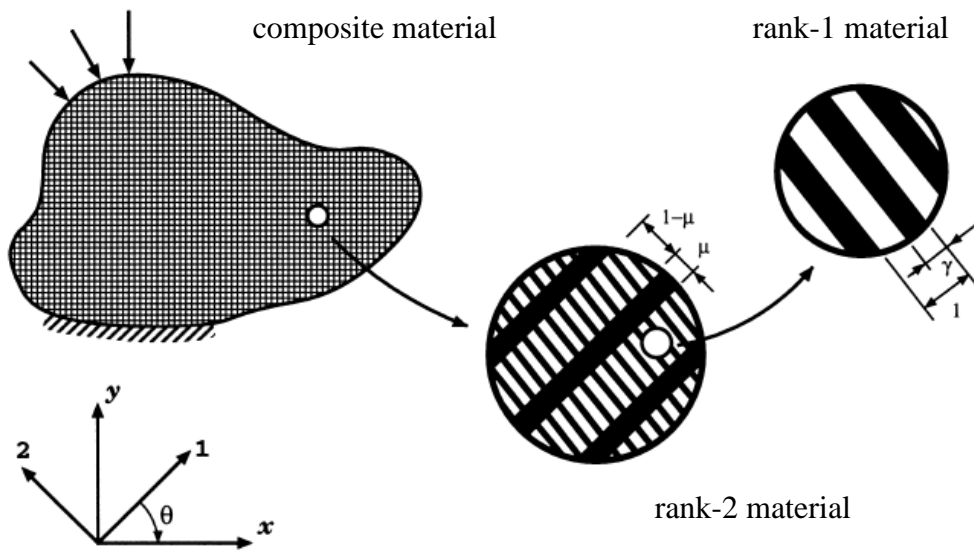 composite material
rank-1 material
1–μ
μ
γ
1
y
2
1
θ
x
rank-2 material